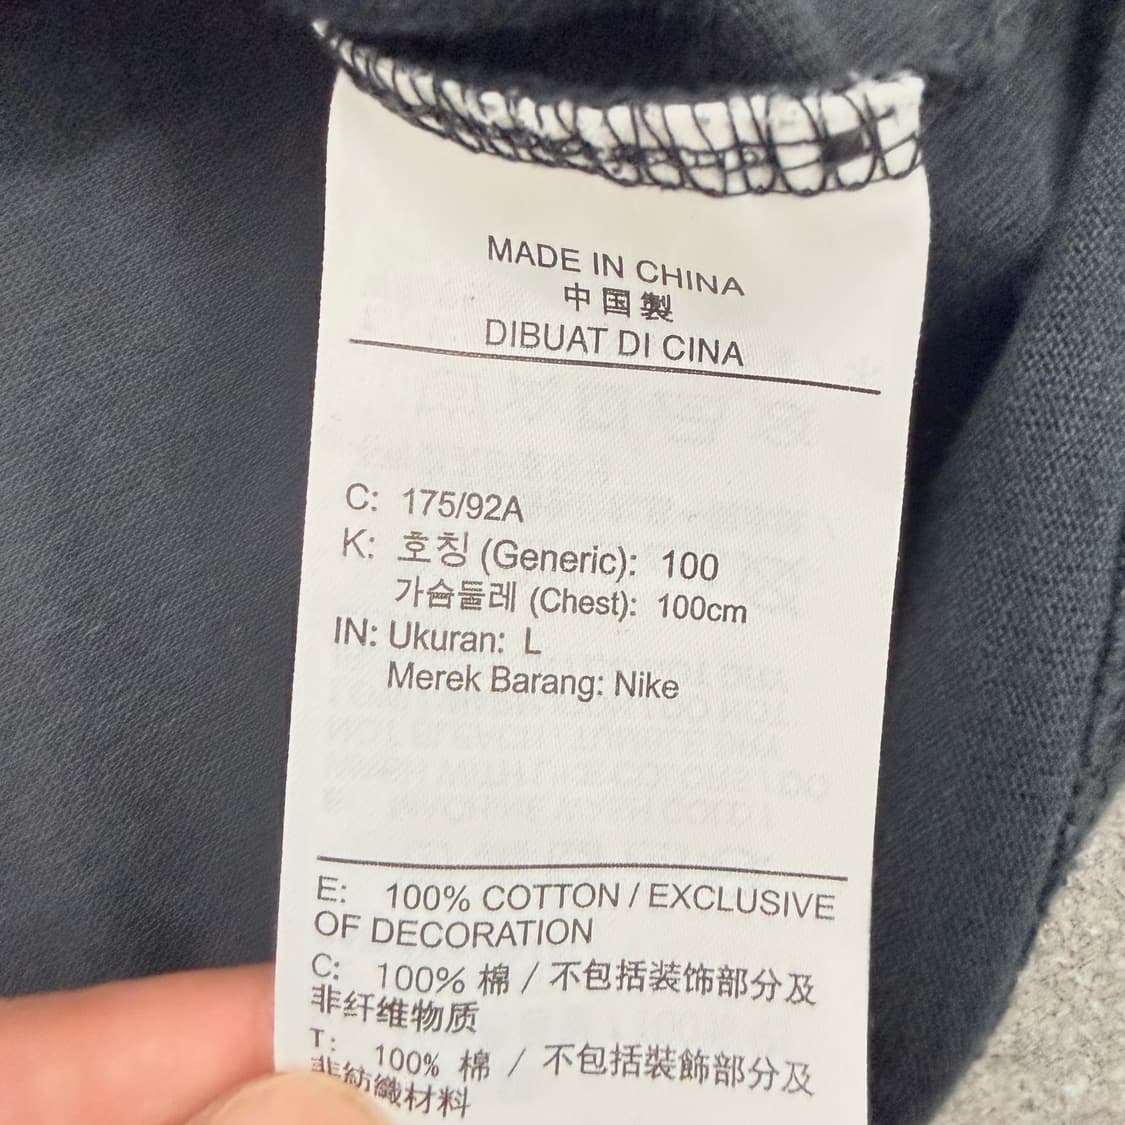 MADE IN CHINA
中国製
DIBUAT DI CINA
C: 175/92A
K: 호칭 (Generic): 100
가슴둘레 (Chest): 100cm
IN: Ukuran: L
Merek Barang: Nike
E: 100% COTTON / EXCLUSIVE
OF DECORATION
C: 100% 棉 / 不包括装饰部分及
非纤维物质
T: 100% 棉 / 不包括裝飾部分及
非紡織材料